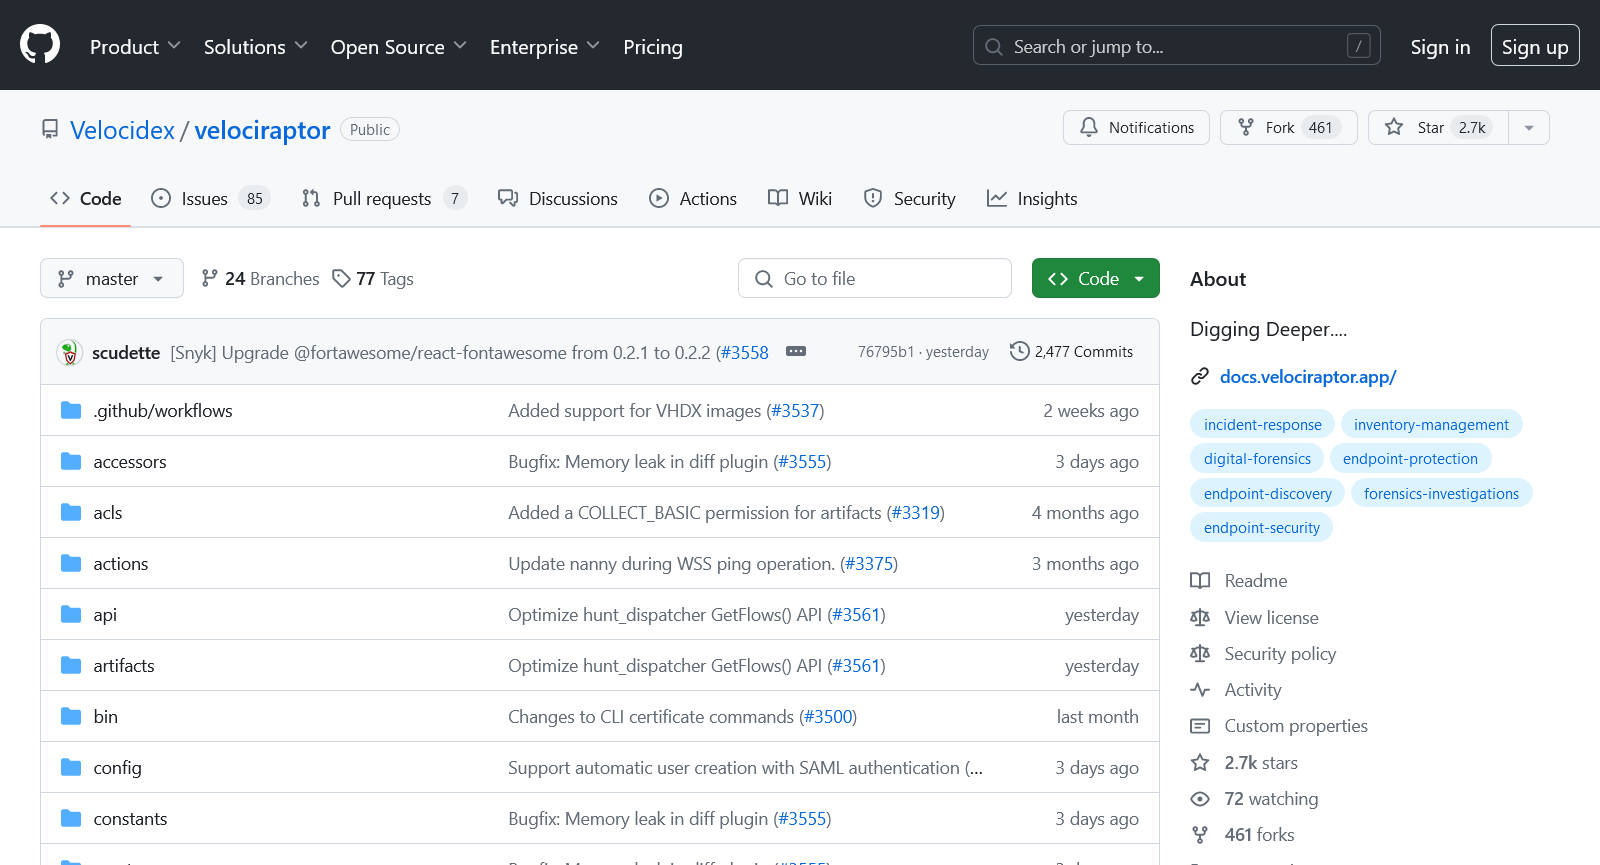 Product Solutions Open Source Enterprise Pricing Search or jump to... / Sign in Sign up
Velocidex / velociraptor Public Notifications Fork 461 Star 2.7k
Code Issues 85 Pull requests 7 Discussions Actions Wiki Security Insights
master 24 Branches 77 Tags Go to file Code
scudette [Snyk] Upgrade @fortawesome/react-fontawesome from 0.2.1 to 0.2.2 (#3558 76795b1 · yesterday 2,477 Commits
.github/workflows Added support for VHDX images (#3537) 2 weeks ago
accessors Bugfix: Memory leak in diff plugin (#3555) 3 days ago
acls Added a COLLECT_BASIC permission for artifacts (#3319) 4 months ago
actions Update nanny during WSS ping operation. (#3375) 3 months ago
api Optimize hunt_dispatcher GetFlows() API (#3561) yesterday
artifacts Optimize hunt_dispatcher GetFlows() API (#3561) yesterday
bin Changes to CLI certificate commands (#3500) last month
config Support automatic user creation with SAML authentication (... 3 days ago
constants Bugfix: Memory leak in diff plugin (#3555) 3 days ago
About
Digging Deeper....
docs.velociraptor.app/
incident-response inventory-management
digital-forensics endpoint-protection
endpoint-discovery forensics-investigations
endpoint-security
Readme
View license
Security policy
Activity
Custom properties
2.7k stars
72 watching
461 forks